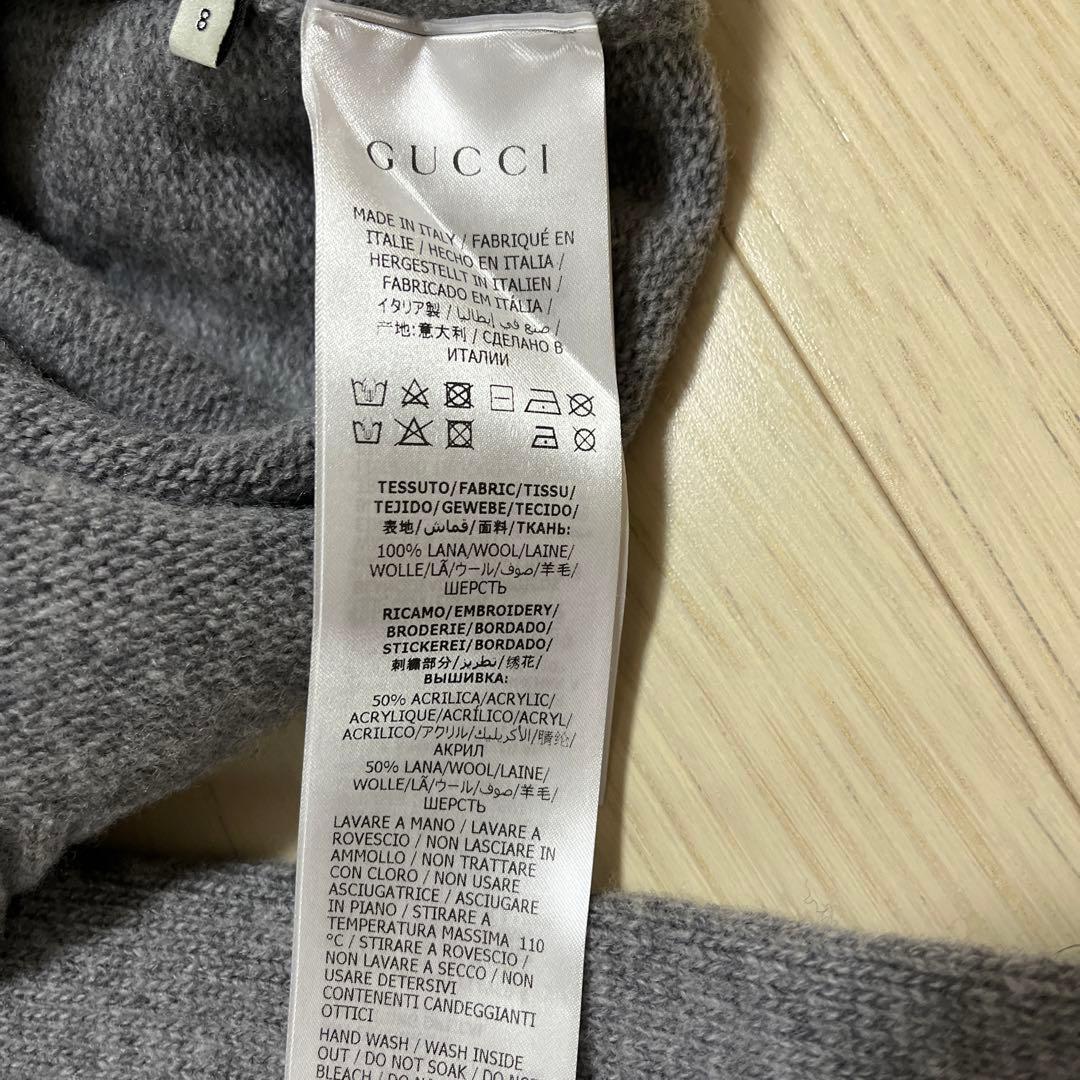 8
GUCCI
MADE IN ITALY / FABRIQUÉ EN
ITALIE / HECHO EN ITALIA /
HERGESTELLT IN ITALIEN /
FABRICADO EM ITÁLIA /
イタリア製 / صنع في إيطاليا /
产地: 意大利 / СДЕЛАНО В
ИТАЛИИ
TESSUTO/FABRIC/TISSU/
TEJIDO/GEWEBE/TECIDO/
表地/قماش/面料/ТКАНЬ:
100% LANA/WOOL/LAINE/
WOLLE/LÃ/ウール/صوف/羊毛/
ШЕРСТЬ
RICAMO/EMBROIDERY/
BRODERIE/BORDADO/
STICKEREI/BORDADO/
刺繍部分/تطريز/绣花/
ВЫШИВКА:
50% ACRILICA/ACRYLIC/
ACRYLIQUE/ACRÍLICO/ACRYL/
ACRILICO/アクリル/الأكريليك/腈纶/
АКРИЛ
50% LANA/WOOL/LAINE/
WOLLE/LÃ/ウール/صوف/羊毛/
ШЕРСТЬ
LAVARE A MANO / LAVARE A
ROVESCIO / NON LASCIARE IN
AMMOLLO / NON TRATTARE
CON CLORO / NON USARE
ASCIUGATRICE / ASCIUGARE
IN PIANO / STIRARE A
TEMPERATURA MASSIMA 110
°C / STIRARE A ROVESCIO /
NON LAVARE A SECCO / NON
USARE DETERSIVI
CONTENENTI CANDEGGIANTI
OTTICI
HAND WASH / WASH INSIDE
OUT / DO NOT SOAK / DO NOT
BLEACH / DO